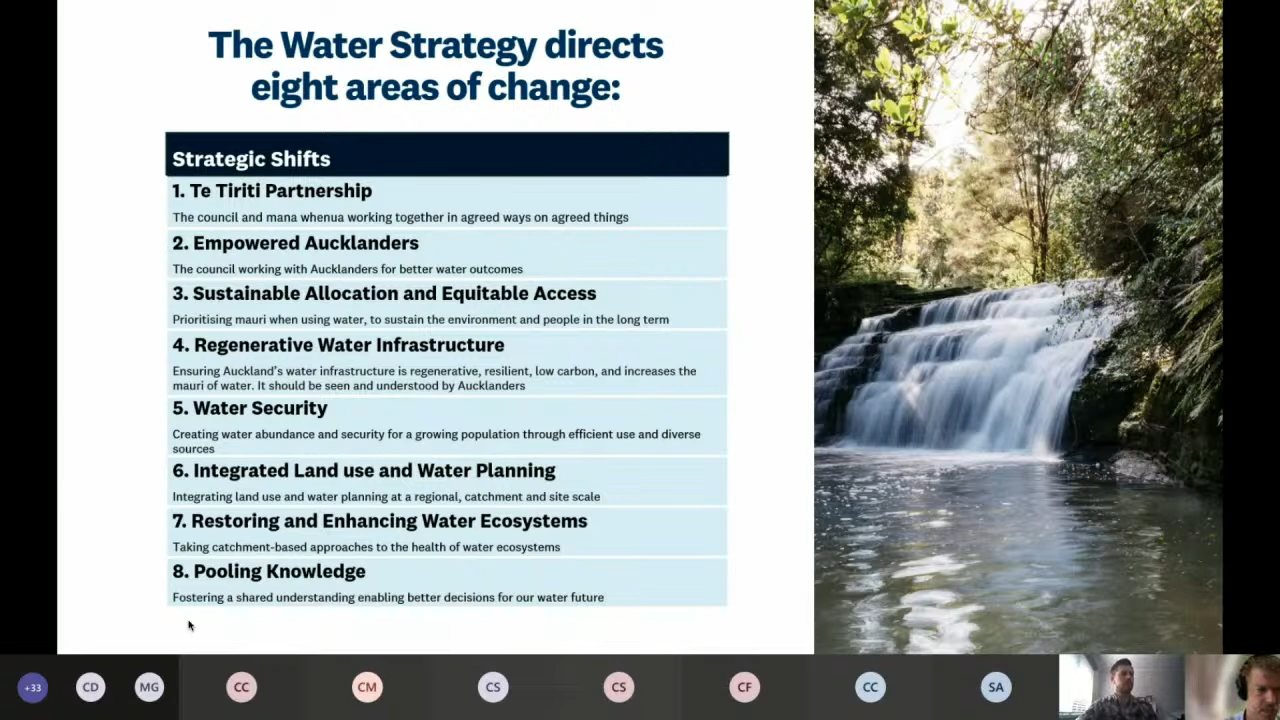 The Water Strategy directs
eight areas of change:
Strategic Shifts
1. Te Tiriti Partnership
The council and mana whenua working together in agreed ways on agreed things
2. Empowered Aucklanders
The council working with Aucklanders for better water outcomes
3. Sustainable Allocation and Equitable Access
Prioritising mauri when using water, to sustain the environment and people in the long term
4. Regenerative Water Infrastructure
Ensuring Auckland’s water infrastructure is regenerative, resilient, low carbon, and increases the
mauri of water. It should be seen and understood by Aucklanders
5. Water Security
Creating water abundance and security for a growing population through efficient use and diverse
sources
6. Integrated Land use and Water Planning
Integrating land use and water planning at a regional, catchment and site scale
7. Restoring and Enhancing Water Ecosystems
Taking catchment-based approaches to the health of water ecosystems
8. Pooling Knowledge
Fostering a shared understanding enabling better decisions for our water future
+33 CD MG CC CM CS CS CF CC SA